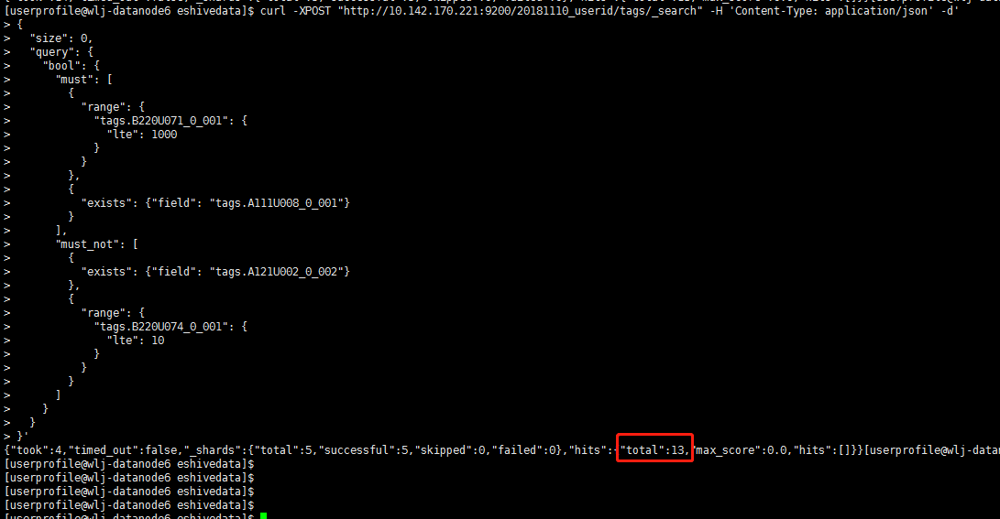 [userprofile@wlj-datanode6 eshivedata]$ curl -XPOST "http://10.142.170.221:9200/20181110_userid/tags/_search" -H 'Content-Type: application/json' -d'
> {
>   "size": 0,
>   "query": {
>     "bool": {
>       "must": [
>         {
>           "range": {
>             "tags.B220U071_0_001": {
>               "lte": 1000
>             }
>           }
>         },
>         {
>           "exists": {"field": "tags.A111U008_0_001"}
>         }
>       ],
>       "must_not": [
>         {
>           "exists": {"field": "tags.A121U002_0_002"}
>         },
>         {
>           "range": {
>             "tags.B220U074_0_001": {
>               "lte": 10
>             }
>           }
>         }
>       ]
>     }
>   }
> }'
{"took":4,"timed_out":false,"_shards":{"total":5,"successful":5,"skipped":0,"failed":0},"hits":{"total":13,"max_score":0.0,"hits":[]}}[userprofile@wlj-datano
[userprofile@wlj-datanode6 eshivedata]$
[userprofile@wlj-datanode6 eshivedata]$
[userprofile@wlj-datanode6 eshivedata]$
[userprofile@wlj-datanode6 eshivedata]$
[userprofile@wlj-datanode6 eshivedata]$